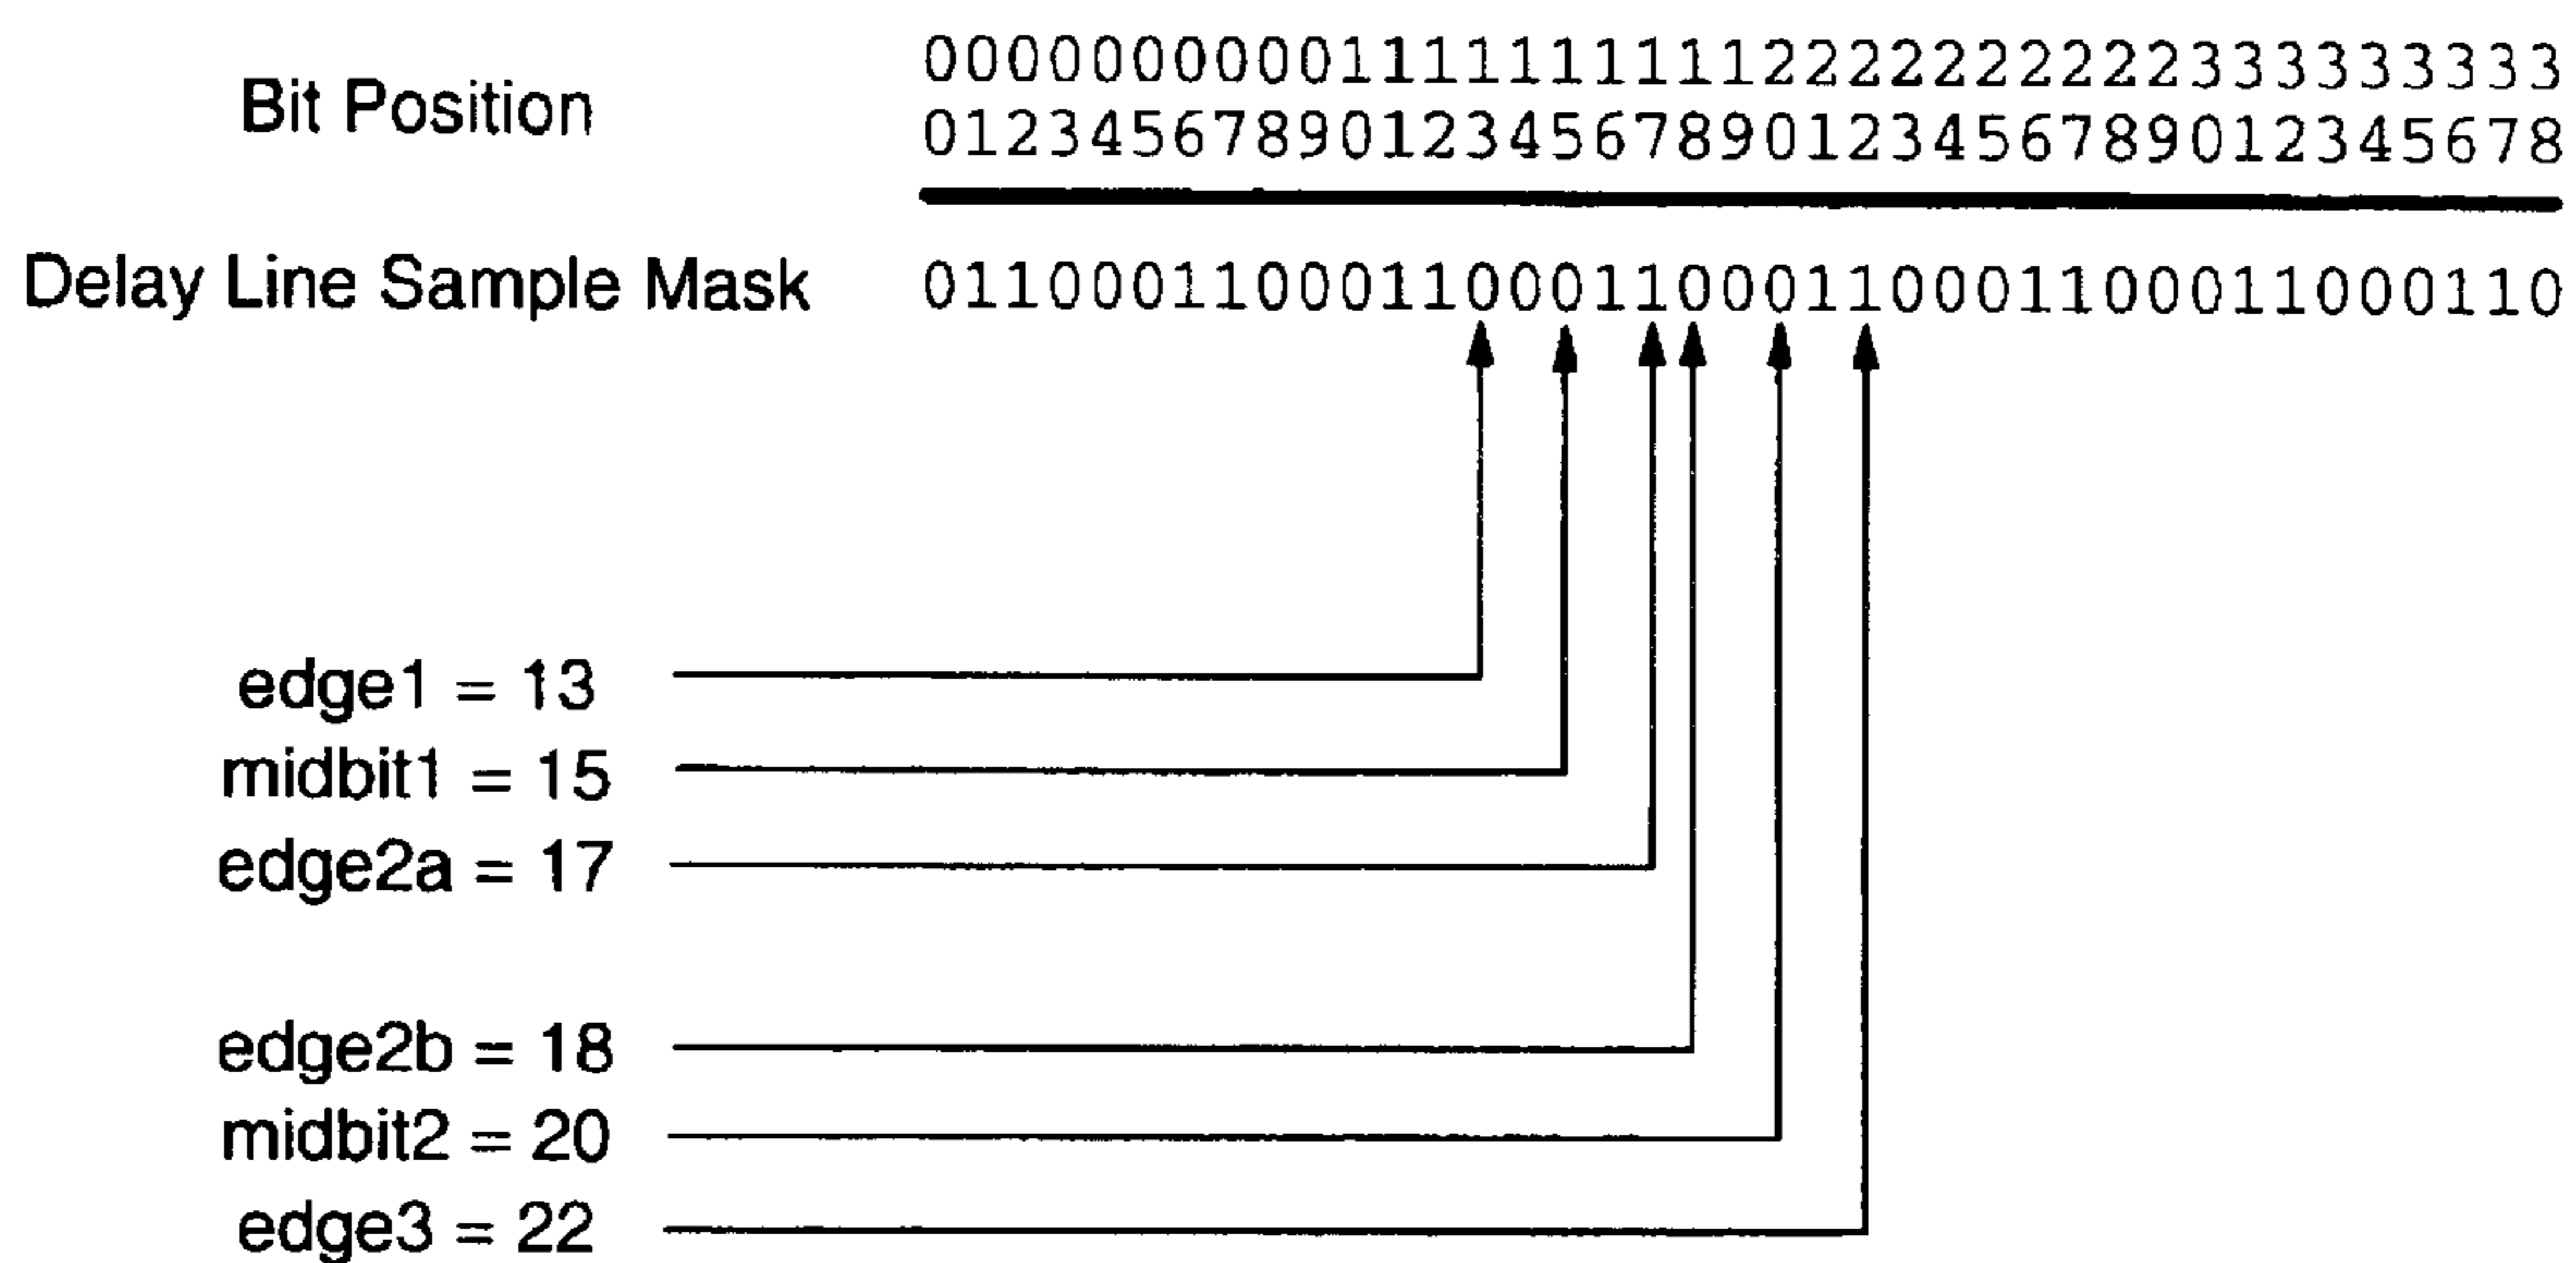 Bit Position
000000000011111111112222222222333333333
012345678901234567890123456789012345678
Delay Line Sample Mask 011000110001100011000110001100011000110
edge1 = 13
midbit1 = 15
edge2a = 17
edge2b = 18
midbit2 = 20
edge3 = 22